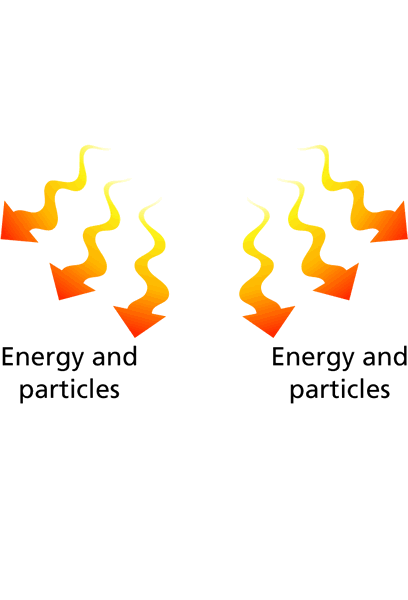 Energy and
particles
Energy and
particles